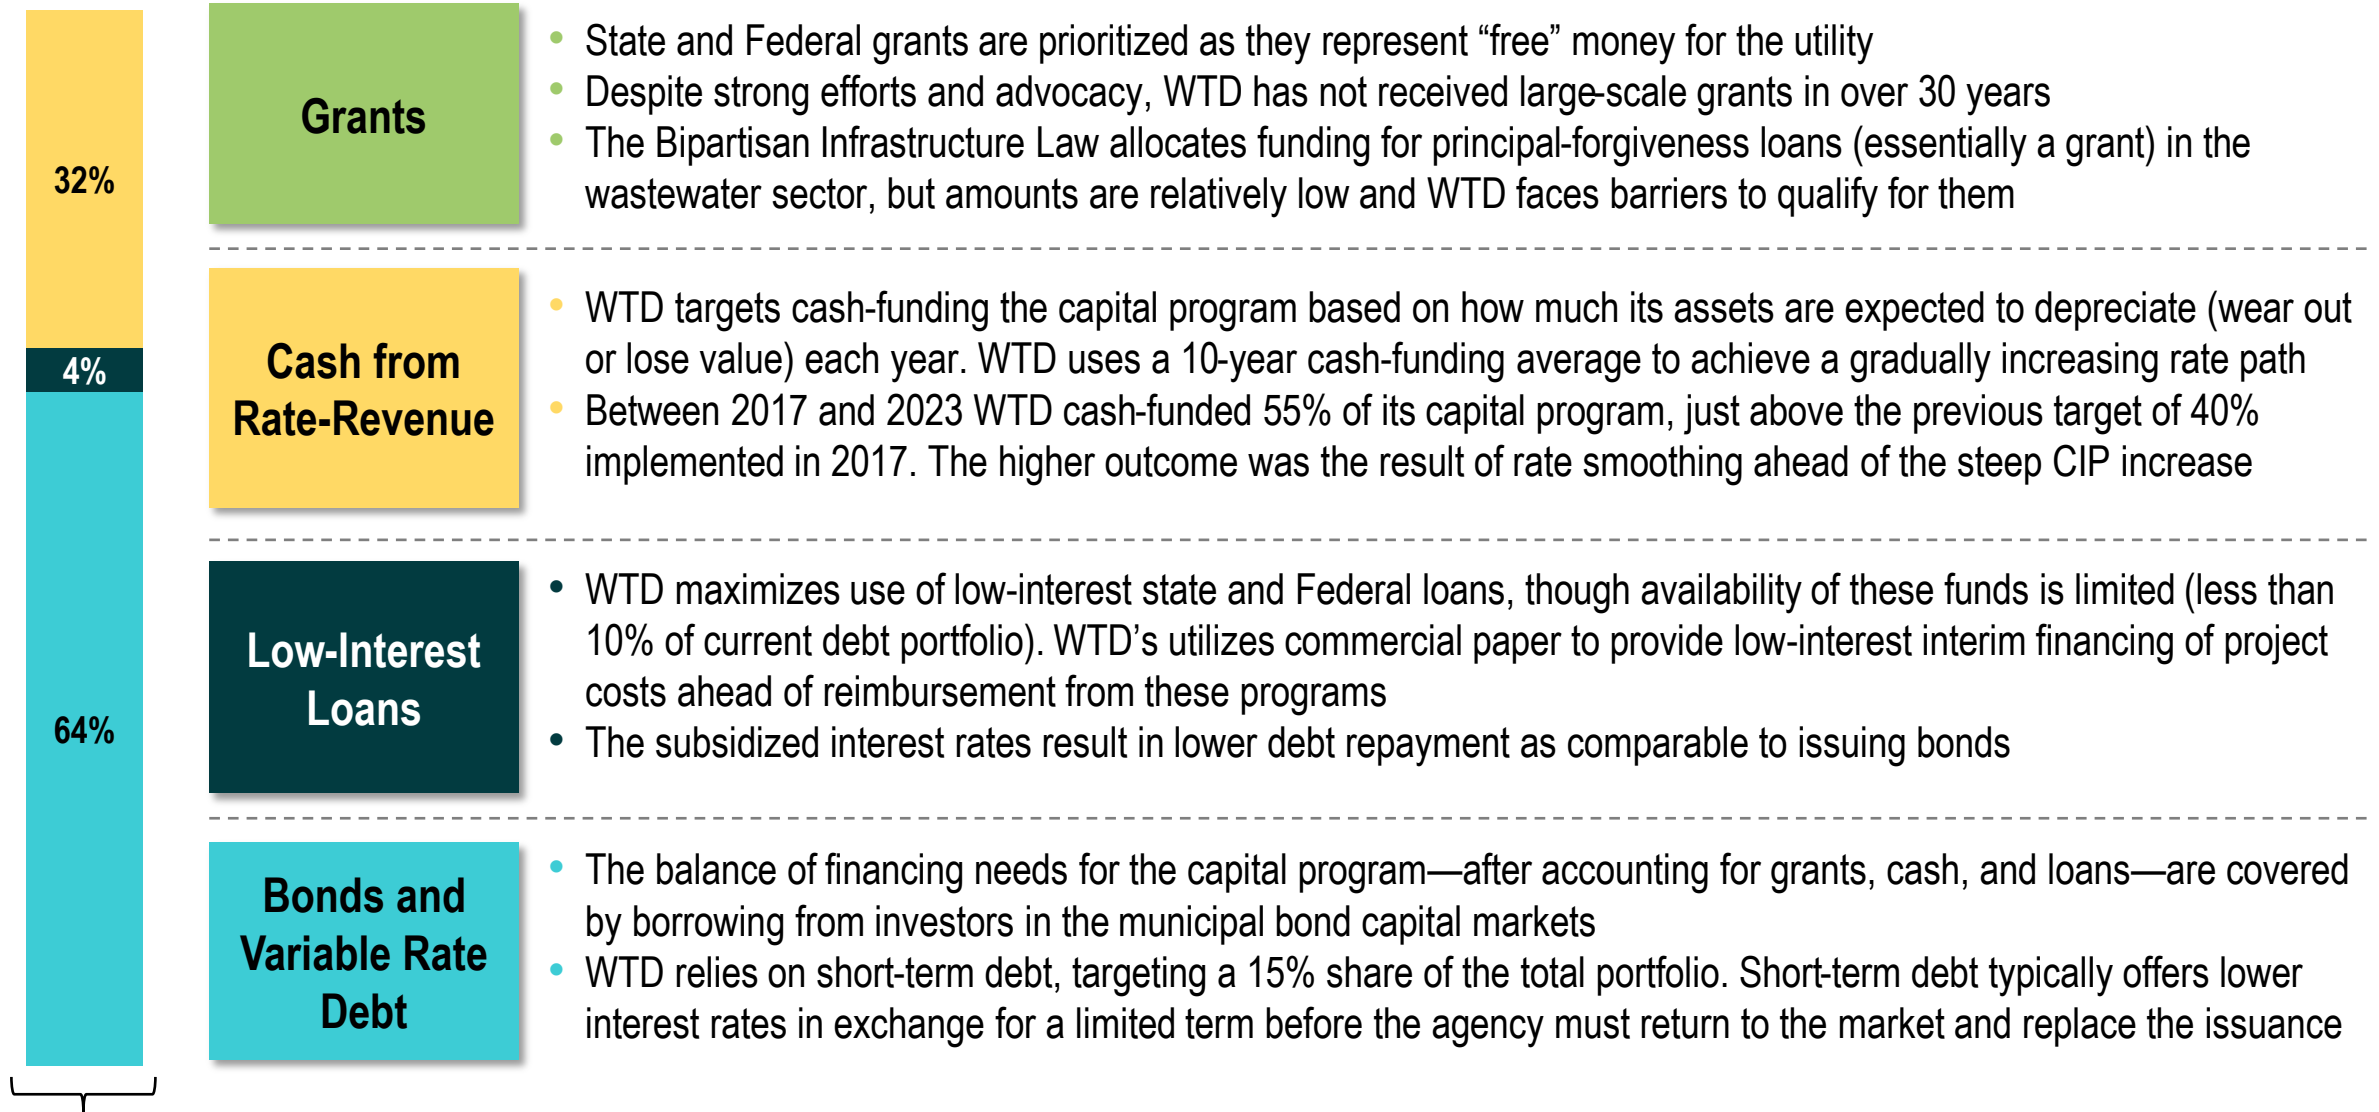 32%
4%
64%
Grants
• State and Federal grants are prioritized as they represent “free” money for the utility
• Despite strong efforts and advocacy, WTD has not received large-scale grants in over 30 years
• The Bipartisan Infrastructure Law allocates funding for principal-forgiveness loans (essentially a grant) in the
wastewater sector, but amounts are relatively low and WTD faces barriers to qualify for them
Cash from
Rate-Revenue
• WTD targets cash-funding the capital program based on how much its assets are expected to depreciate (wear out
or lose value) each year. WTD uses a 10-year cash-funding average to achieve a gradually increasing rate path
• Between 2017 and 2023 WTD cash-funded 55% of its capital program, just above the previous target of 40%
implemented in 2017. The higher outcome was the result of rate smoothing ahead of the steep CIP increase
Low-Interest
Loans
• WTD maximizes use of low-interest state and Federal loans, though availability of these funds is limited (less than
10% of current debt portfolio). WTD’s utilizes commercial paper to provide low-interest interim financing of project
costs ahead of reimbursement from these programs
• The subsidized interest rates result in lower debt repayment as comparable to issuing bonds
Bonds and
Variable Rate
Debt
• The balance of financing needs for the capital program—after accounting for grants, cash, and loans—are covered
by borrowing from investors in the municipal bond capital markets
• WTD relies on short-term debt, targeting a 15% share of the total portfolio. Short-term debt typically offers lower
interest rates in exchange for a limited term before the agency must return to the market and replace the issuance